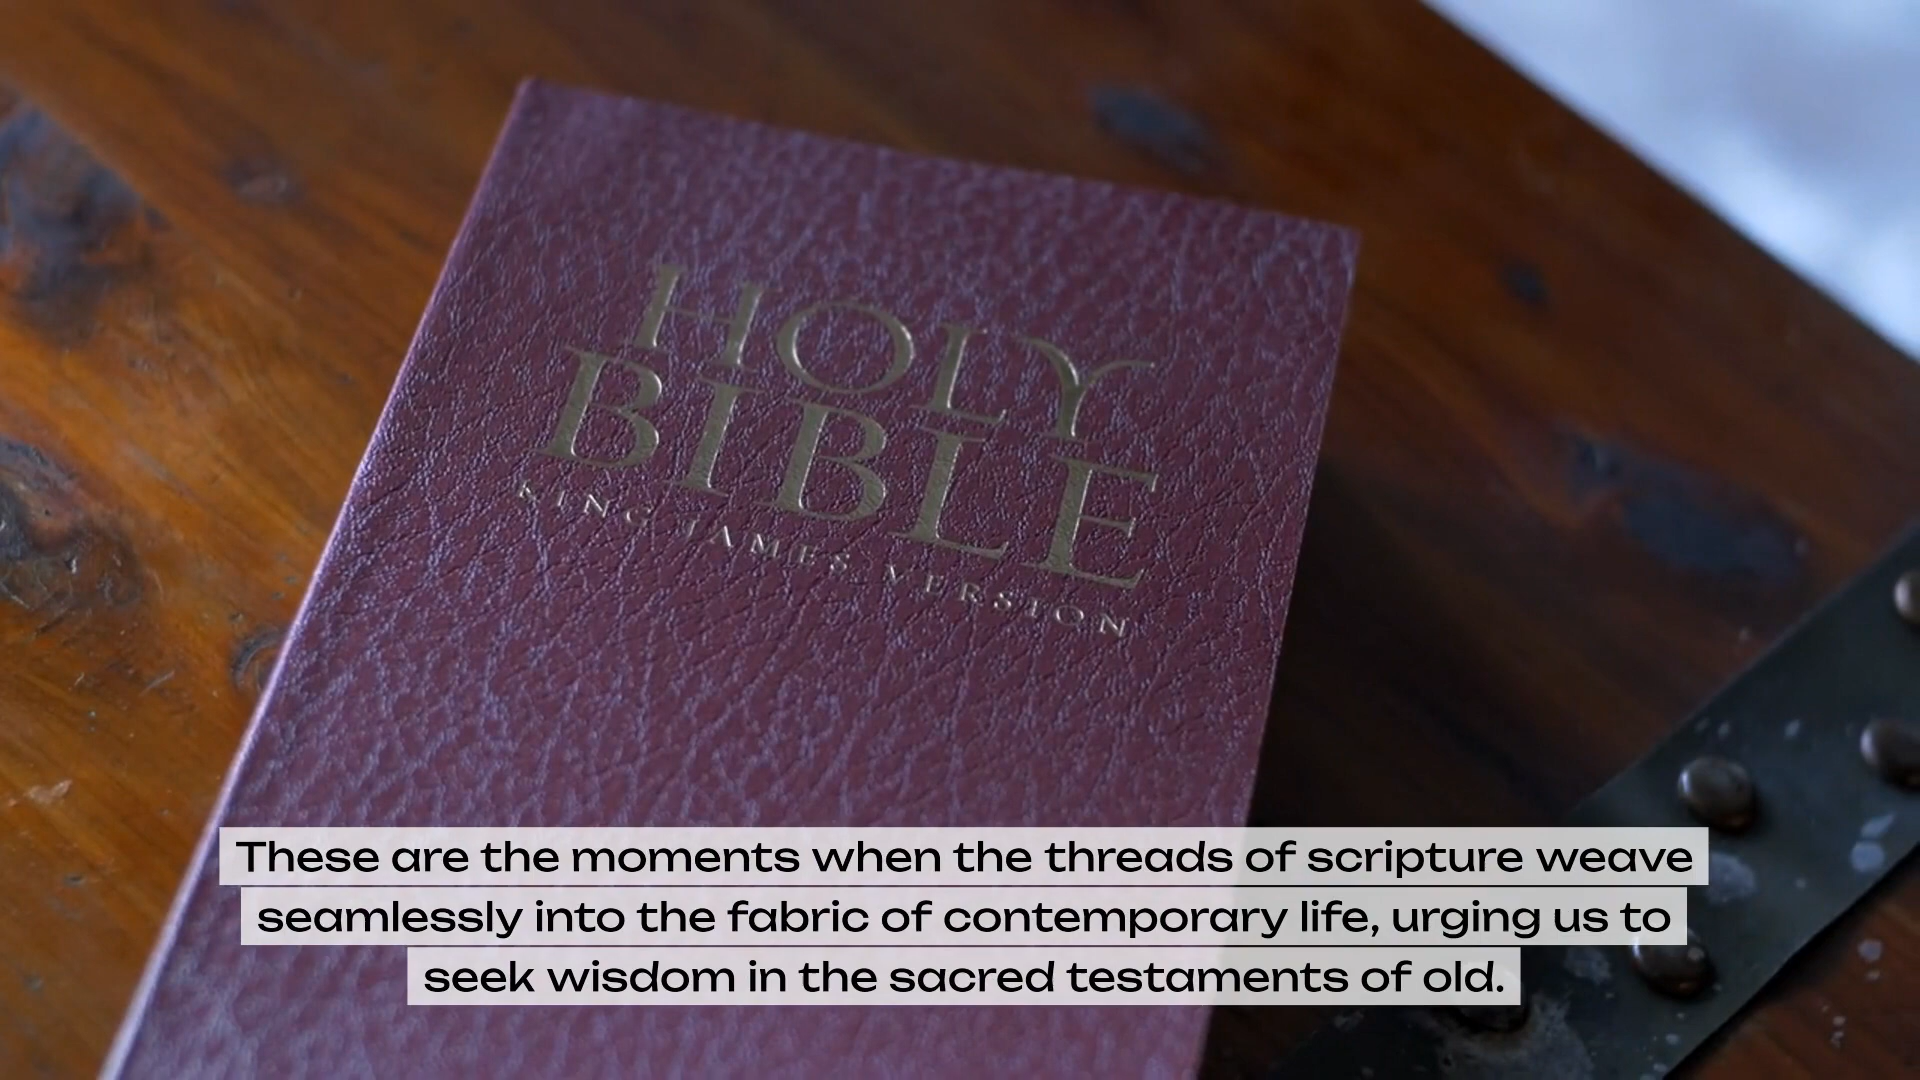 HOLY
BIBLE
KING JAMES VERSION
These are the moments when the threads of scripture weave
seamlessly into the fabric of contemporary life, urging us to
seek wisdom in the sacred testaments of old.